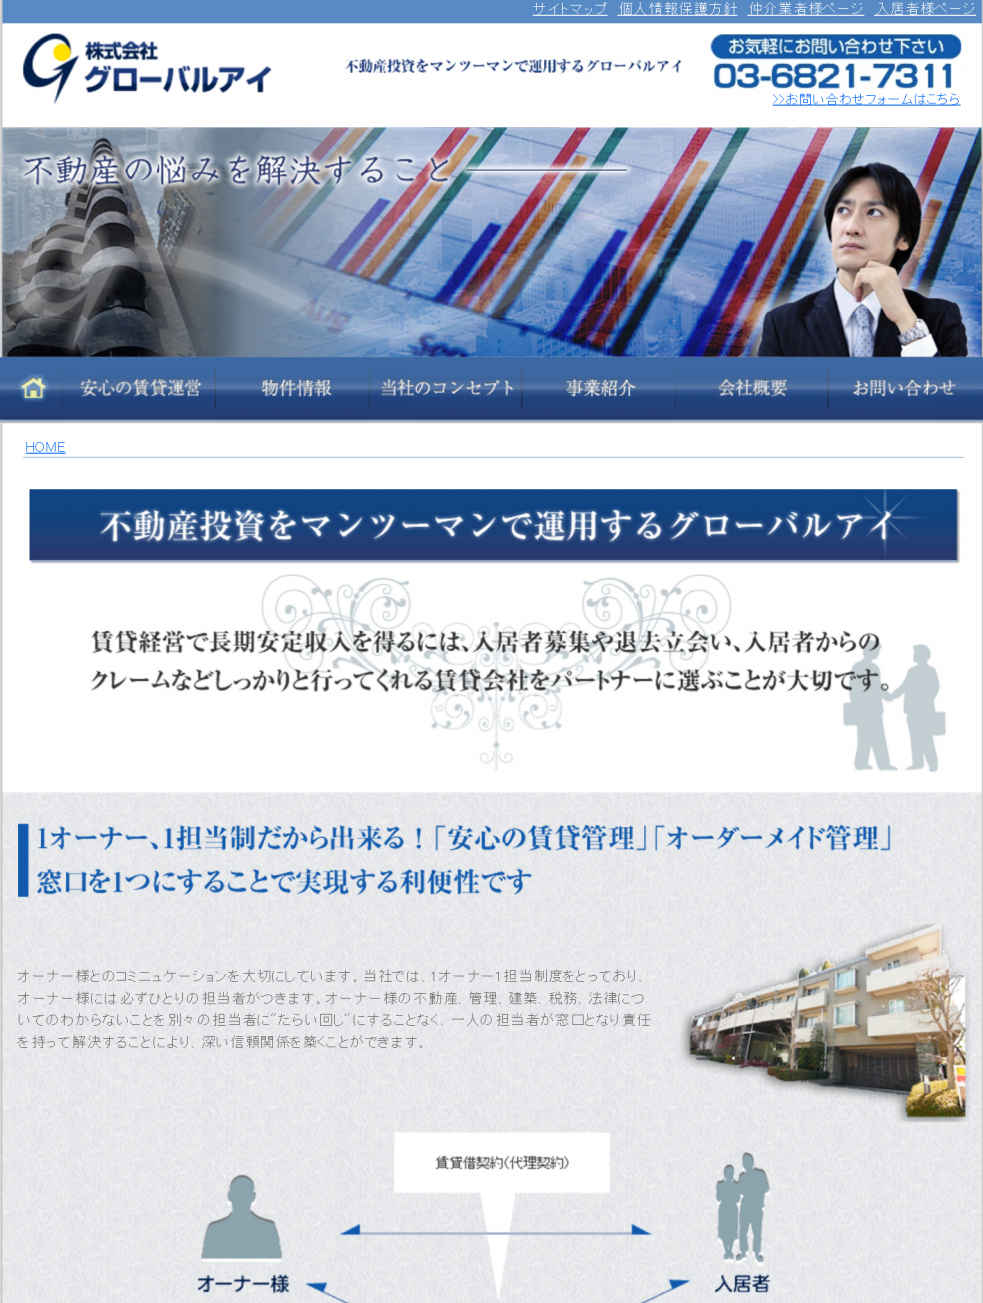 サイトマップ 個人情報保護方針 仲介業者様ページ 入居者様ページ
株式会社
グローバルアイ
不動産投資をマンツーマンで運用するグローバルアイ
お気軽にお問い合わせ下さい
03-6821-7311
>>お問い合わせフォームはこちら
不動産の悩みを解決すること
Aug
Sep
安心の賃貸運営 物件情報 当社のコンセプト 事業紹介 会社概要 お問い合わせ
HOME
不動産投資をマンツーマンで運用するグローバルアイ
賃貸経営で長期安定収入を得るには、入居者募集や退去立会い、入居者からの
クレームなどしっかりと行ってくれる賃貸会社をパートナーに選ぶことが大切です。
1オーナー、1担当制だから出来る！「安心の賃貸管理」「オーダーメイド管理」
窓口を1つにすることで実現する利便性です
オーナー様とのコミニュケーションを大切にしています。当社では、1オーナー1担当制度をとっており、
オーナー様には必ずひとりの担当者がつきます。オーナー様の不動産、管理、建築、税務、法律につ
いてのわからないことを別々の担当者に"たらい回し"にすることなく、一人の担当者が窓口となり責任
を持って解決することにより、深い信頼関係を築くことができます。
賃貸借契約(代理契約)
オーナー様 入居者